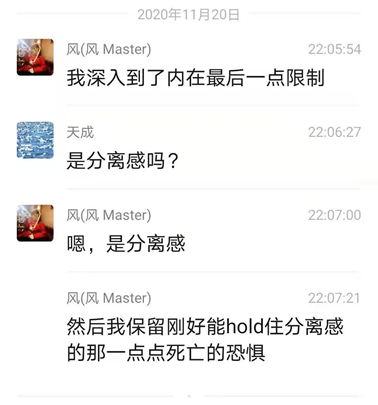 2020年11月20日
风(风 Master)
22:05:54
我深入到了内在最后一点限制
天成
22:06:27
是分离感吗？
风(风 Master)
22:07:00
嗯，是分离感
风(风 Master)
22:07:21
然后我保留刚好能hold住分离感
的那一点点死亡的恐惧